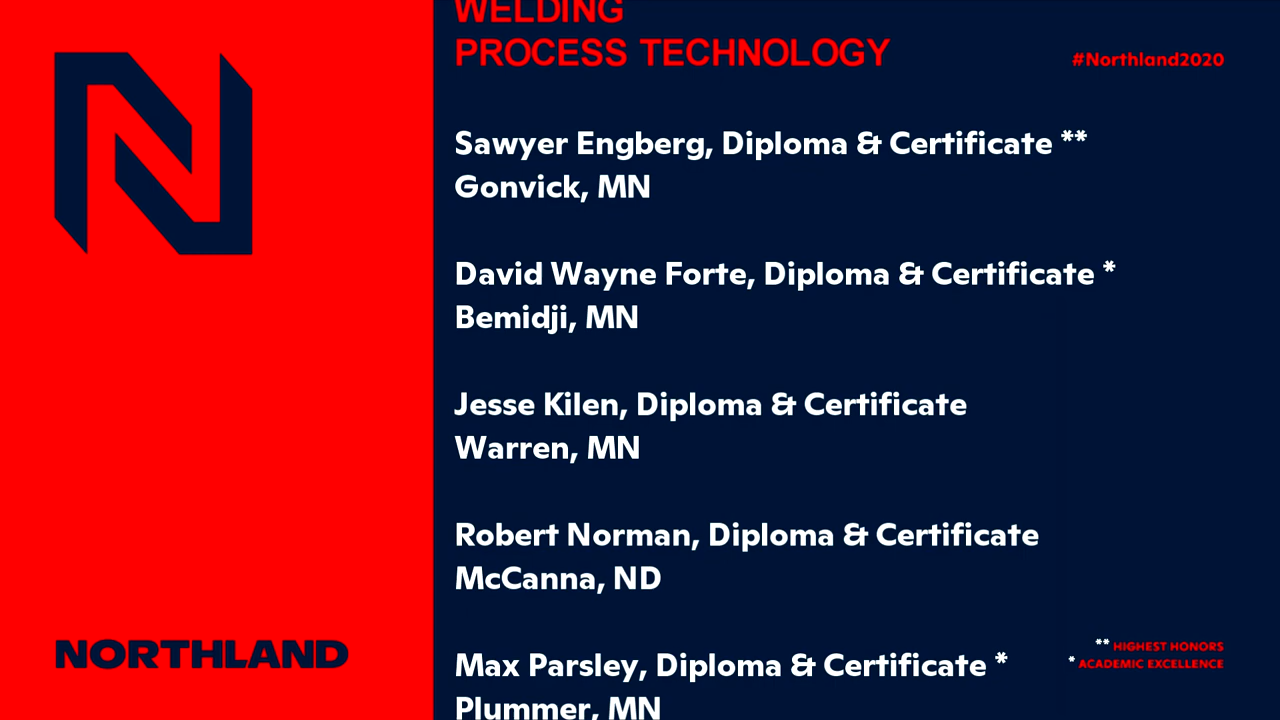 WELDING
PROCESS TECHNOLOGY
#Northland2020
Sawyer Engberg, Diploma & Certificate **
Gonvick, MN
David Wayne Forte, Diploma & Certificate *
Bemidji, MN
Jesse Kilen, Diploma & Certificate
Warren, MN
Robert Norman, Diploma & Certificate
McCanna, ND
Max Parsley, Diploma & Certificate *
Plummer, MN
NORTHLAND
** HIGHEST HONORS
* ACADEMIC EXCELLENCE